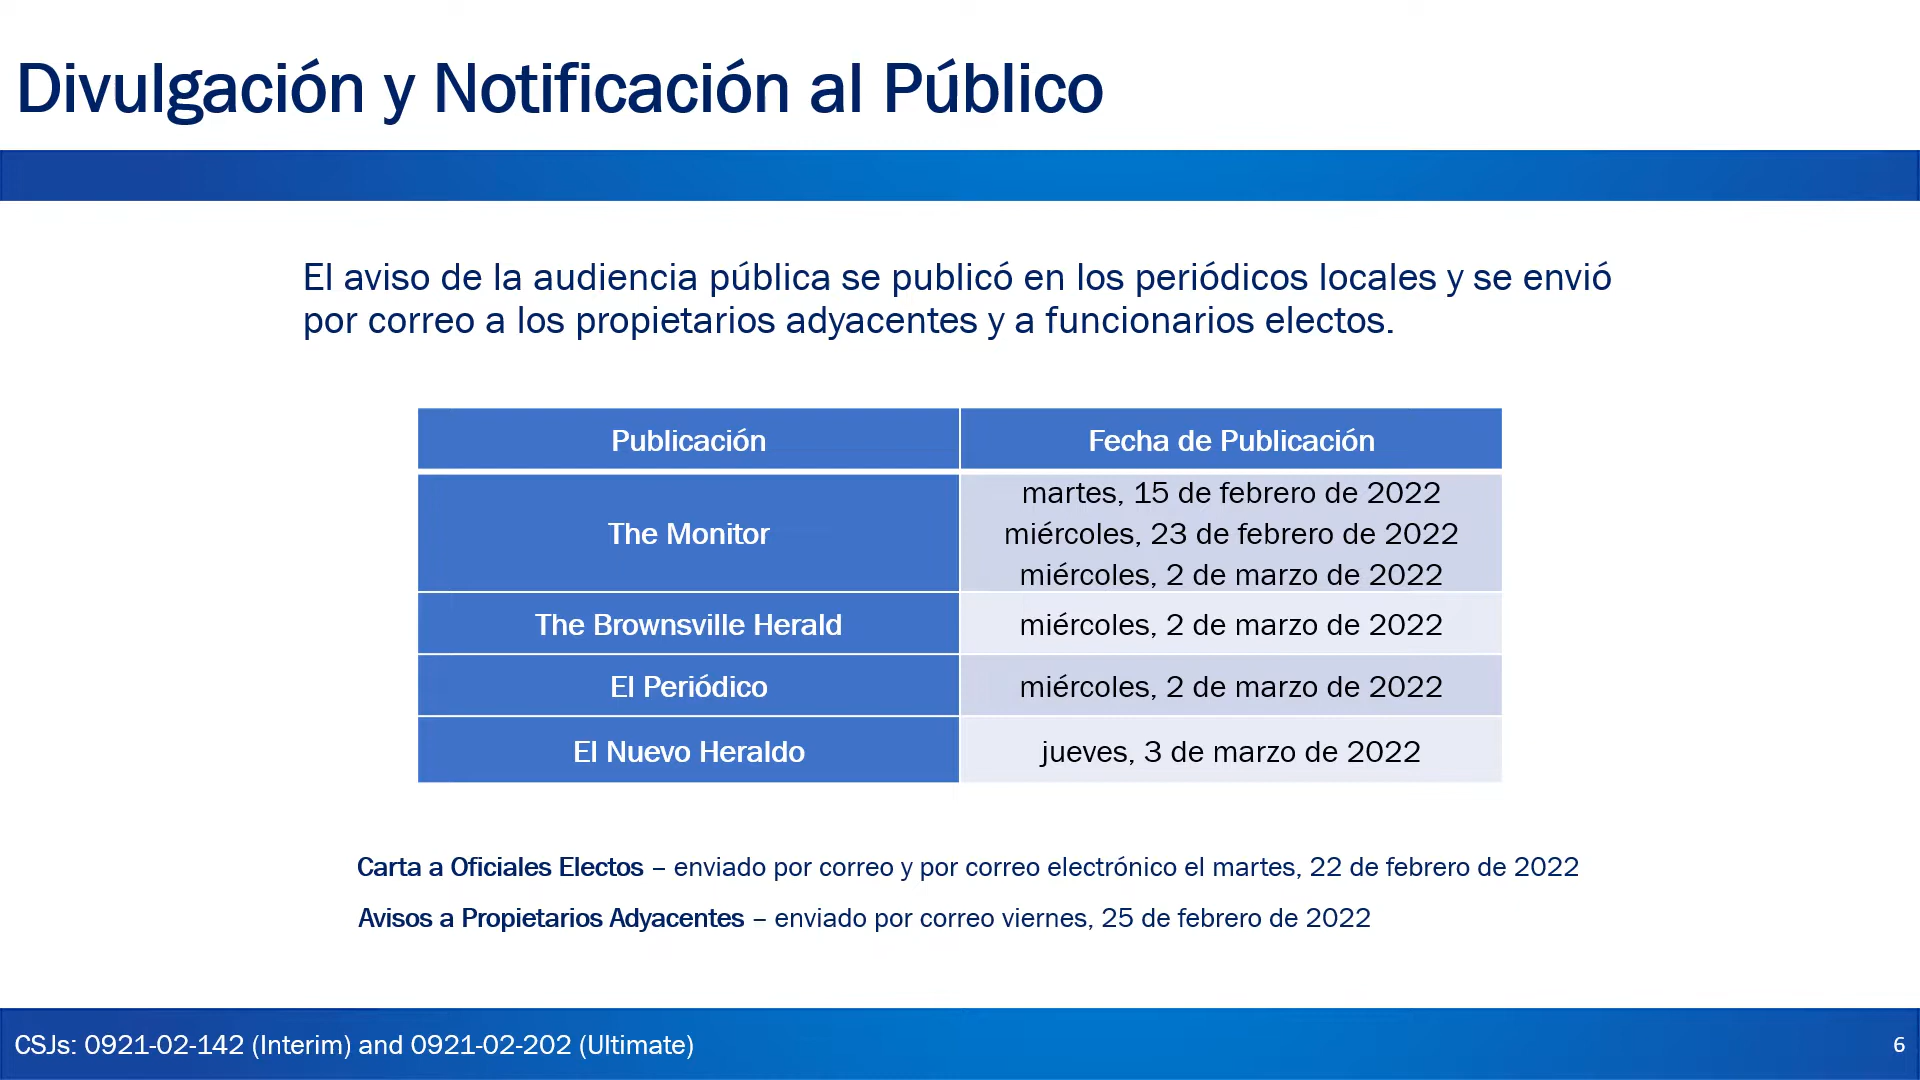 Divulgación y Notificación al Público
El aviso de la audiencia pública se publicó en los periódicos locales y se envió
por correo a los propietarios adyacentes y a funcionarios electos.
Publicación
Fecha de Publicación
The Monitor
martes, 15 de febrero de 2022
miércoles, 23 de febrero de 2022
miércoles, 2 de marzo de 2022
The Brownsville Herald
miércoles, 2 de marzo de 2022
El Periódico
miércoles, 2 de marzo de 2022
El Nuevo Heraldo
jueves, 3 de marzo de 2022
Carta a Oficiales Electos – enviado por correo y por correo electrónico el martes, 22 de febrero de 2022
Avisos a Propietarios Adyacentes – enviado por correo viernes, 25 de febrero de 2022
CSJs: 0921-02-142 (Interim) and 0921-02-202 (Ultimate)
6